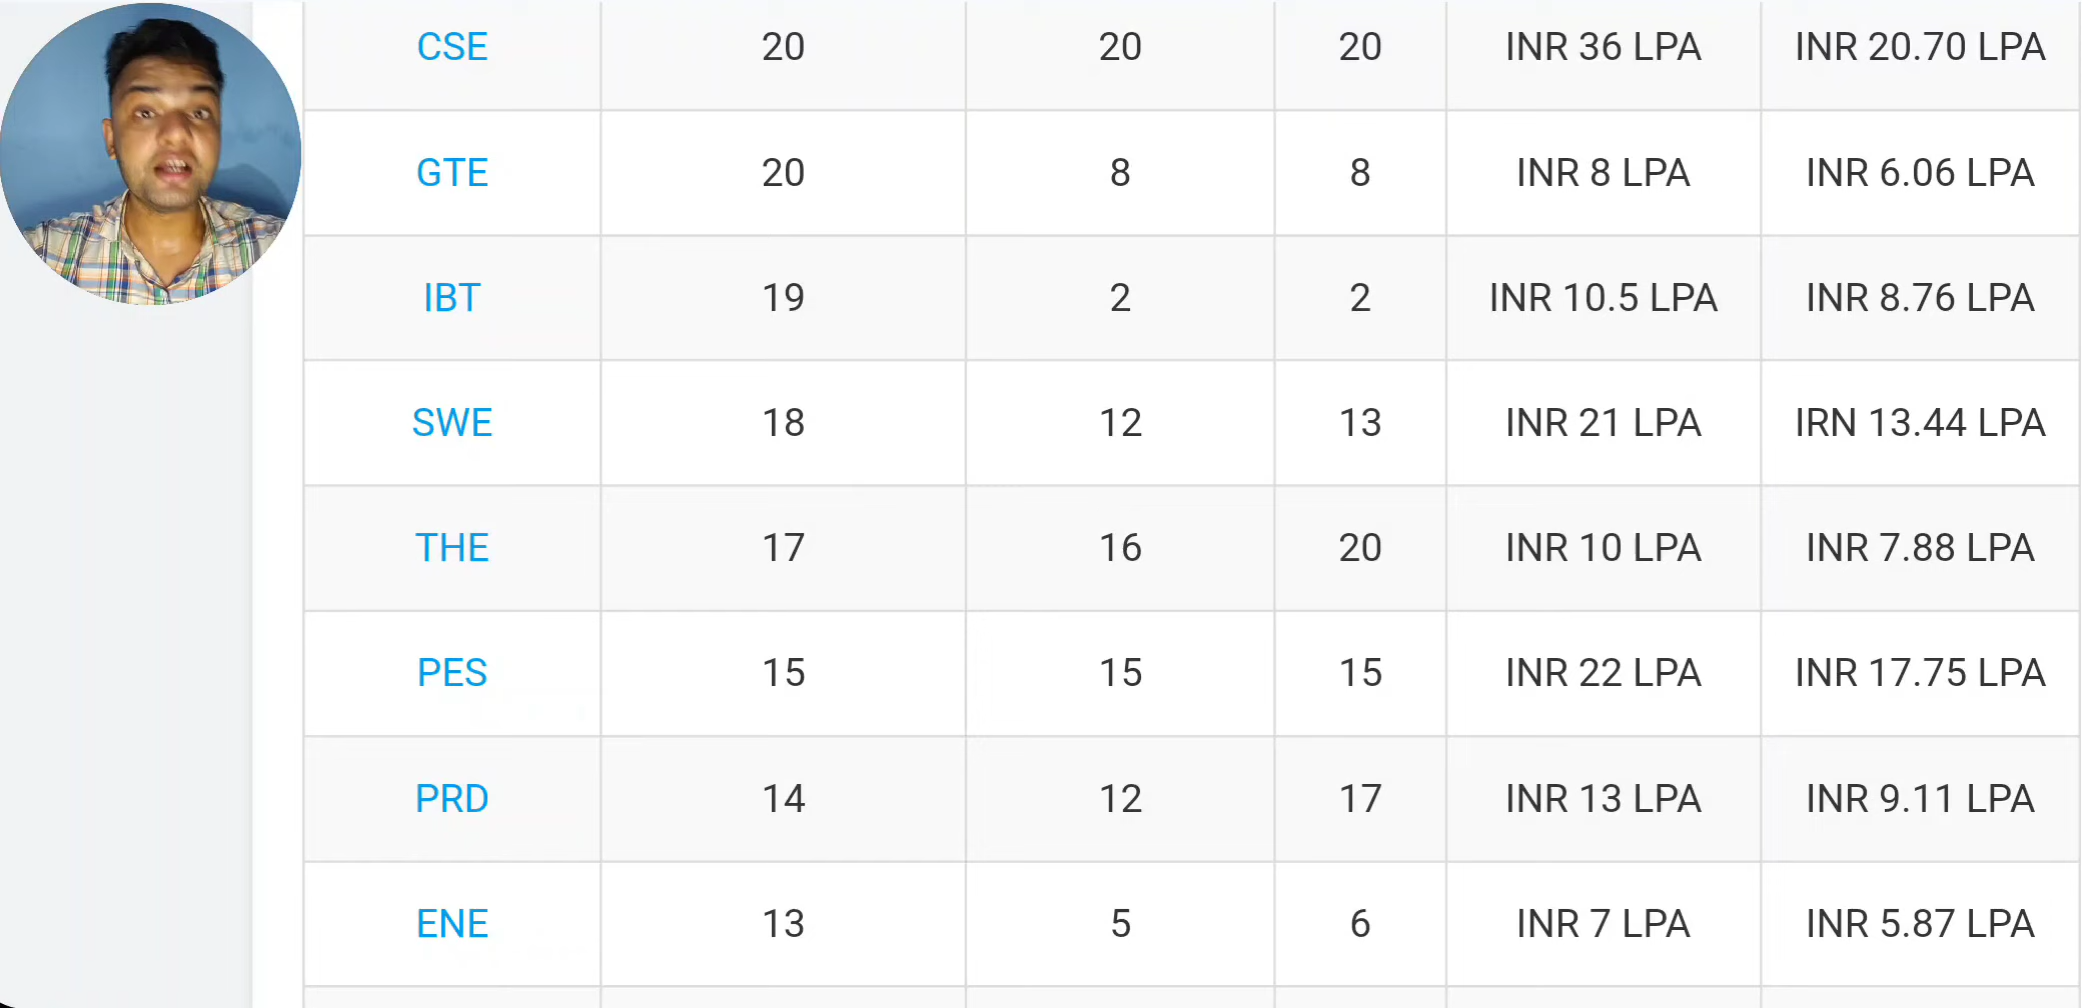 CSE 20 20 20 INR 36 LPA INR 20.70 LPA
GTE 20 8 8 INR 8 LPA INR 6.06 LPA
IBT 19 2 2 INR 10.5 LPA INR 8.76 LPA
SWE 18 12 13 INR 21 LPA IRN 13.44 LPA
THE 17 16 20 INR 10 LPA INR 7.88 LPA
PES 15 15 15 INR 22 LPA INR 17.75 LPA
PRD 14 12 17 INR 13 LPA INR 9.11 LPA
ENE 13 5 6 INR 7 LPA INR 5.87 LPA